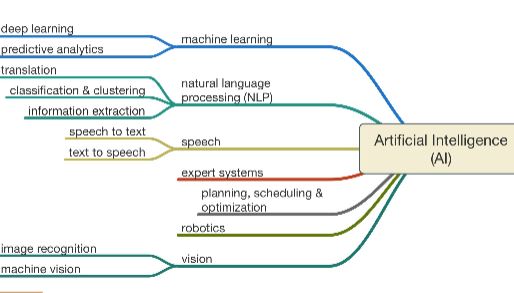 deep learning
predictive analytics
machine learning
translation
classification & clustering
information extraction
natural language
processing (NLP)
speech to text
text to speech
speech
expert systems
planning, scheduling &
optimization
robotics
image recognition
machine vision
vision
Artificial Intelligence
(AI)